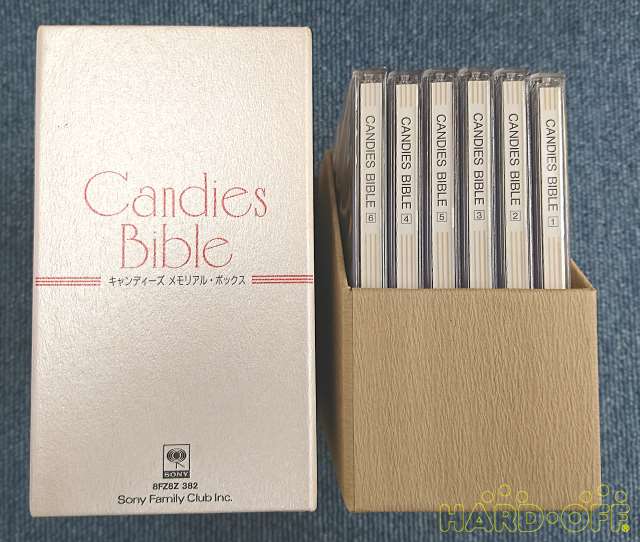 Candies
Bible
キャンディーズ メモリアル・ボックス
SONY
8FZ8Z 382
Sony Family Club Inc.
CANDIES BIBLE 6
CANDIES BIBLE 4
CANDIES BIBLE 5
CANDIES BIBLE 3
CANDIES BIBLE 2
CANDIES BIBLE 1
HARD·OFF